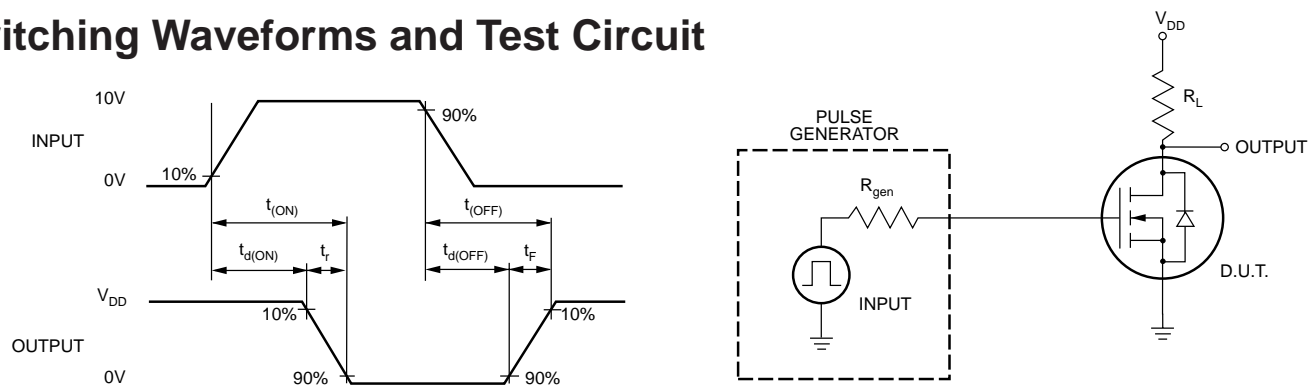 itching Waveforms and Test Circuit
10V
INPUT
0V
10%
90%
t(ON)
t(OFF)
td(ON)
tr
td(OFF)
tF
VDD
OUTPUT
0V
10%
90%
10%
90%
PULSE
GENERATOR
Rgen
INPUT
VDD
RL
OUTPUT
D.U.T.